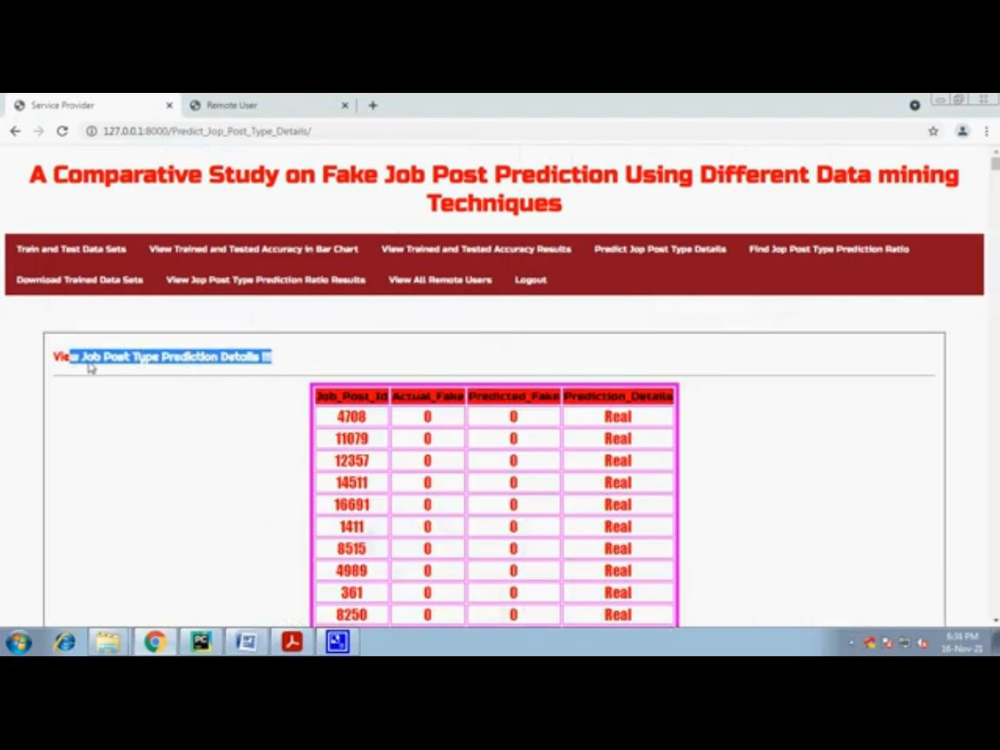 Service Provider
Remote User
127.0.0.1:8000/Predict_Jop_Post_Type_Details/
A Comparative Study on Fake Job Post Prediction Using Different Data mining
Techniques
Train and Test Data Sets View Trained and Tested Accuracy in Bar Chart View Trained and Tested Accuracy Results Predict Jop Post Type Details Find Jop Post Type Prediction Ratio
Download Trained Data Sets View Jop Post Type Prediction Ratio Results View All Remote Users Logout
View Job Post Type Prediction Details !!!
Job_Post_Id Actual_Fake Predicted_Fake Prediction_Details
4708 0 0 Real
11079 0 0 Real
12357 0 0 Real
14511 0 0 Real
16691 0 0 Real
1411 0 0 Real
8515 0 0 Real
4989 0 0 Real
361 0 0 Real
8250 0 0 Real
6:34 PM
16-Nov-21